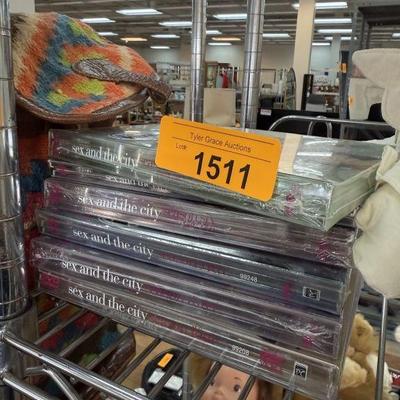 Tyler Grace Auctions
Lot#
1511
sex and the city
sex and the city
sex and the city
sex and the city
99248
sex and the city
sex and the city
99208